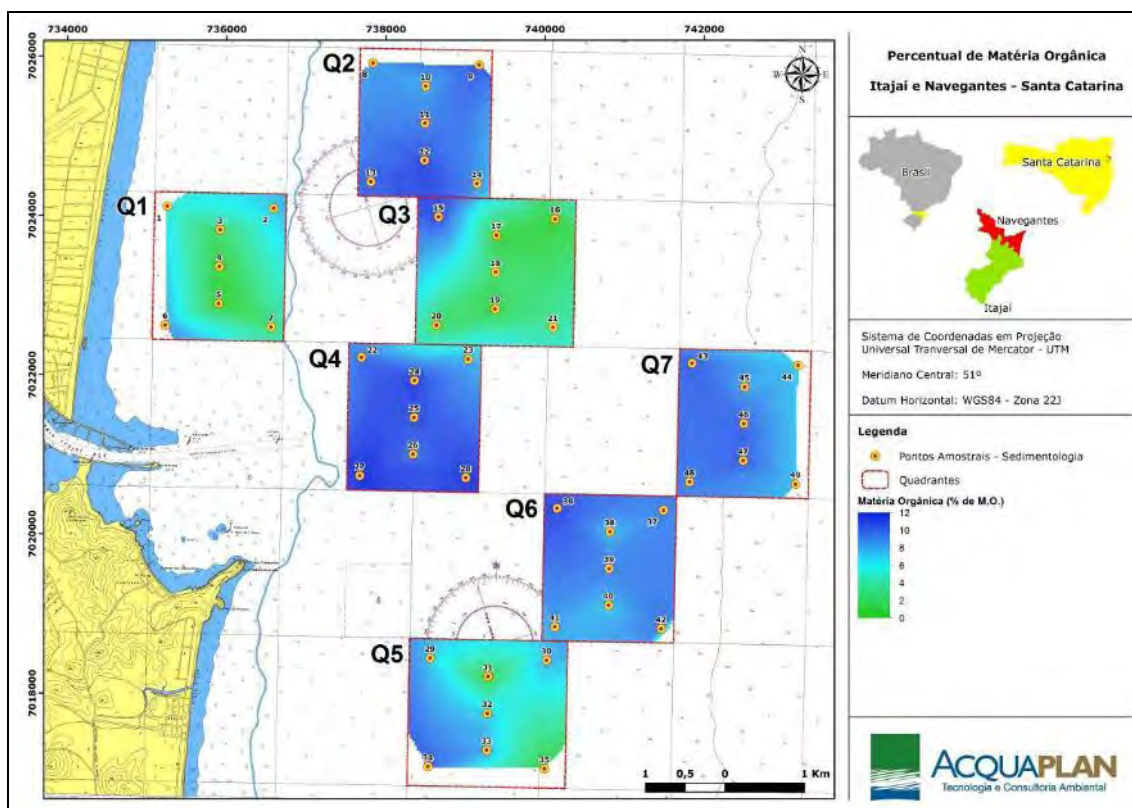 734000
736000
738000
740000
742000
7026000
7024000
7022000
7020000
7018000
Q2
8
9
10
11
12
13
14
Q1
1
2
3
4
5
6
7
Q3
15
16
17
18
19
20
21
Q4
22
23
24
25
26
27
28
Q7
43
44
45
46
47
48
49
Q6
36
37
38
39
40
41
42
Q5
29
30
31
32
33
34
35
N
W
E
S
1 0,5 0 1 Km
Percentual de Matéria Orgânica
Itajaí e Navegantes - Santa Catarina
Brasil
Santa Catarina
Navegantes
Itajaí
Sistema de Coordenadas em Projeção
Universal Tranversal de Mercator - UTM
Meridiano Central: 51º
Datum Horizontal: WGS84 - Zona 22J
Legenda
Pontos Amostrais - Sedimentologia
Quadrantes
Matéria Orgânica (% de M.O.)
12
10
8
6
4
2
0
ACQUAPLAN
Tecnologia e Consultoria Ambiental